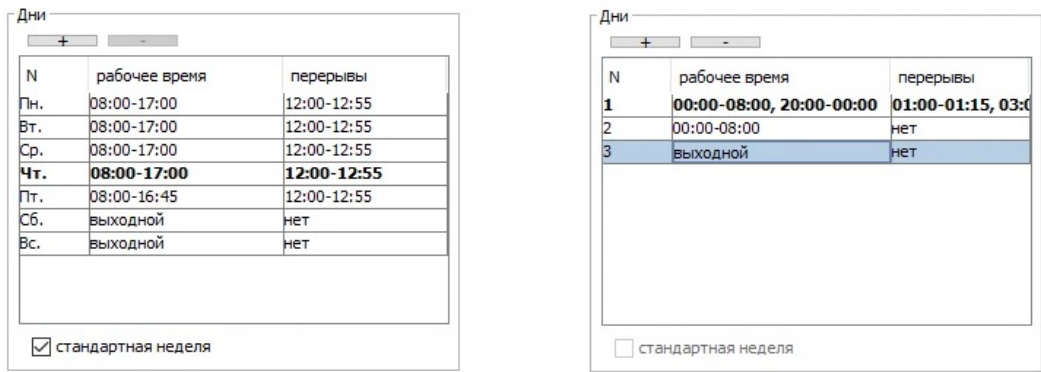 Дни
+ -
N рабочее время перерывы
Пн. 08:00-17:00 12:00-12:55
Вт. 08:00-17:00 12:00-12:55
Ср. 08:00-17:00 12:00-12:55
Чт. 08:00-17:00 12:00-12:55
Пт. 08:00-16:45 12:00-12:55
Сб. выходной нет
Вс. выходной нет
стандартная неделя
Дни
+ -
N рабочее время перерывы
1 00:00-08:00, 20:00-00:00 01:00-01:15, 03:0
2 00:00-08:00 нет
3 выходной нет
стандартная неделя